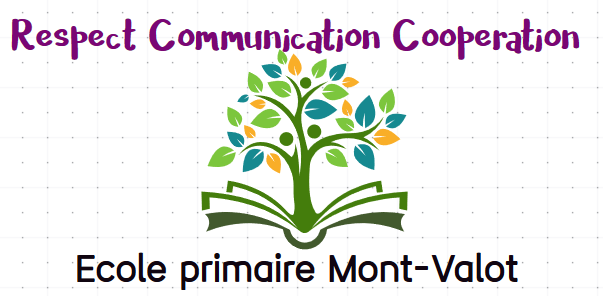 Respect Communication Cooperation
Ecole primaire Mont-Valot